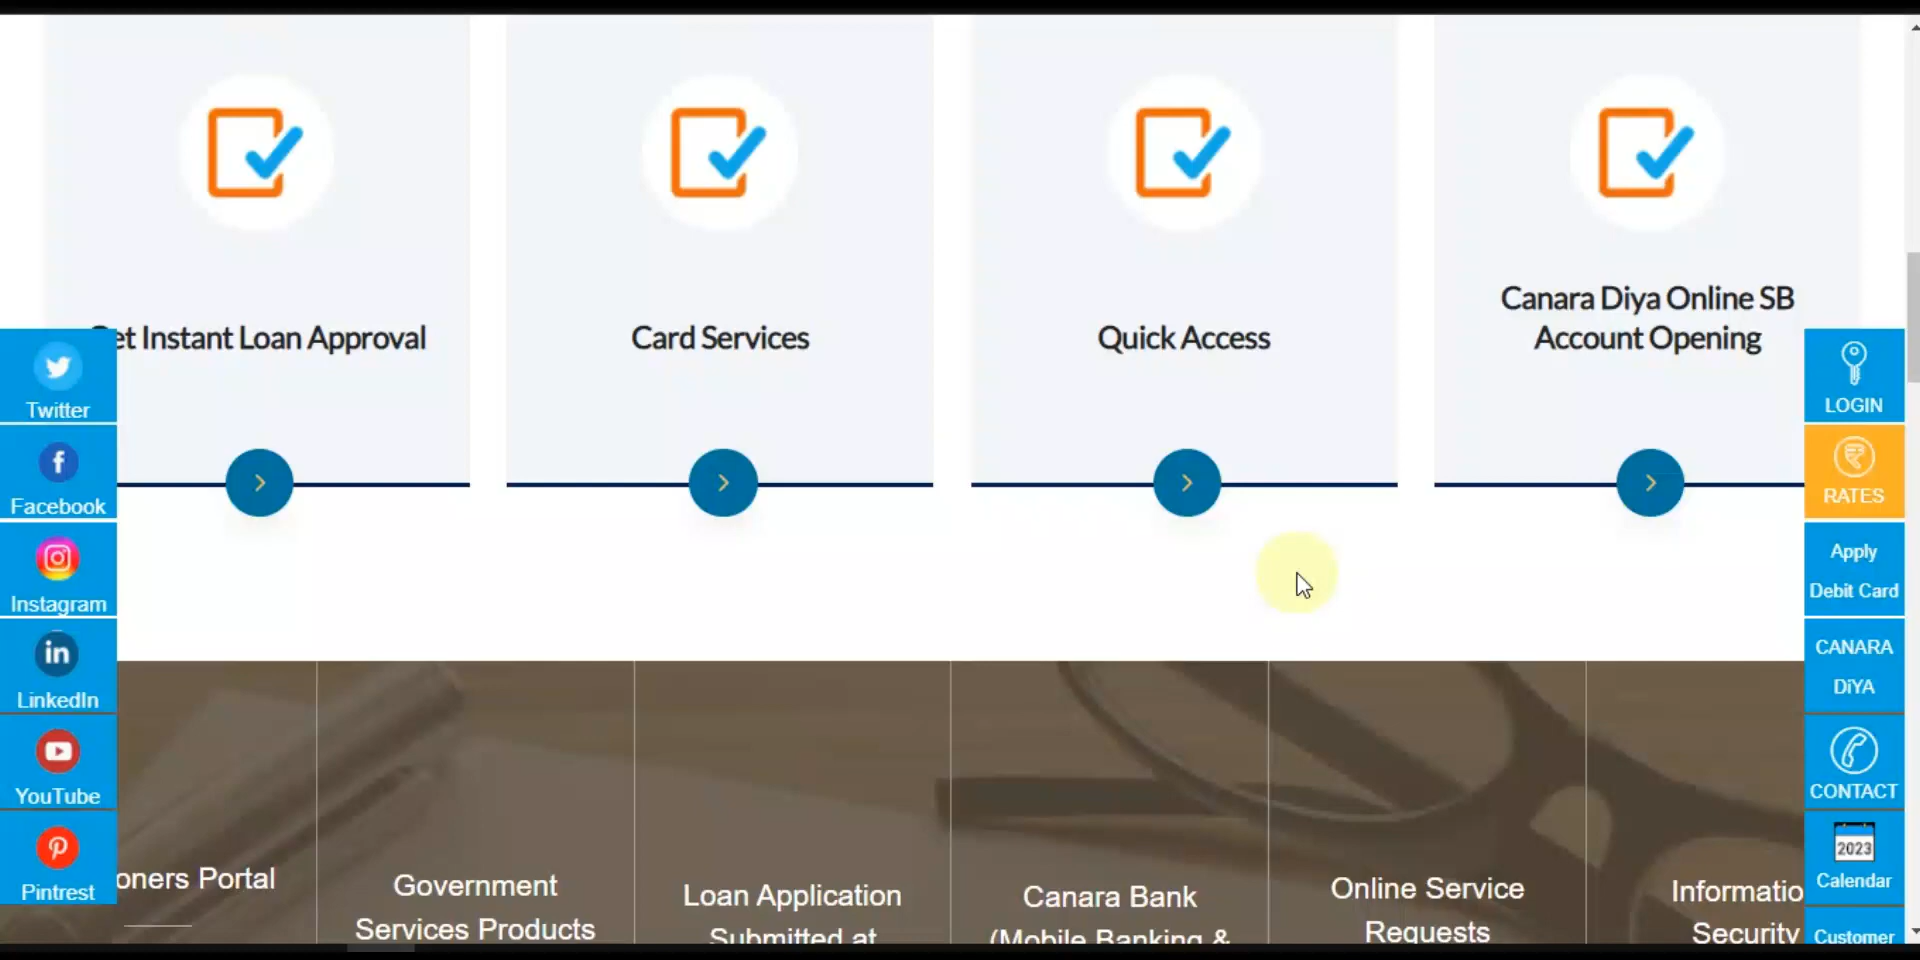 et Instant Loan Approval
Card Services
Quick Access
Canara Diya Online SB
Account Opening
Twitter
Facebook
Instagram
LinkedIn
YouTube
Pintrest
LOGIN
RATES
Apply
Debit Card
CANARA
DiYA
CONTACT
2023
Calendar
Customer
oners Portal
Government
Services Products
Loan Application
Submitted at
Canara Bank
(Mobile Banking &
Online Service
Requests
Informatio
Security